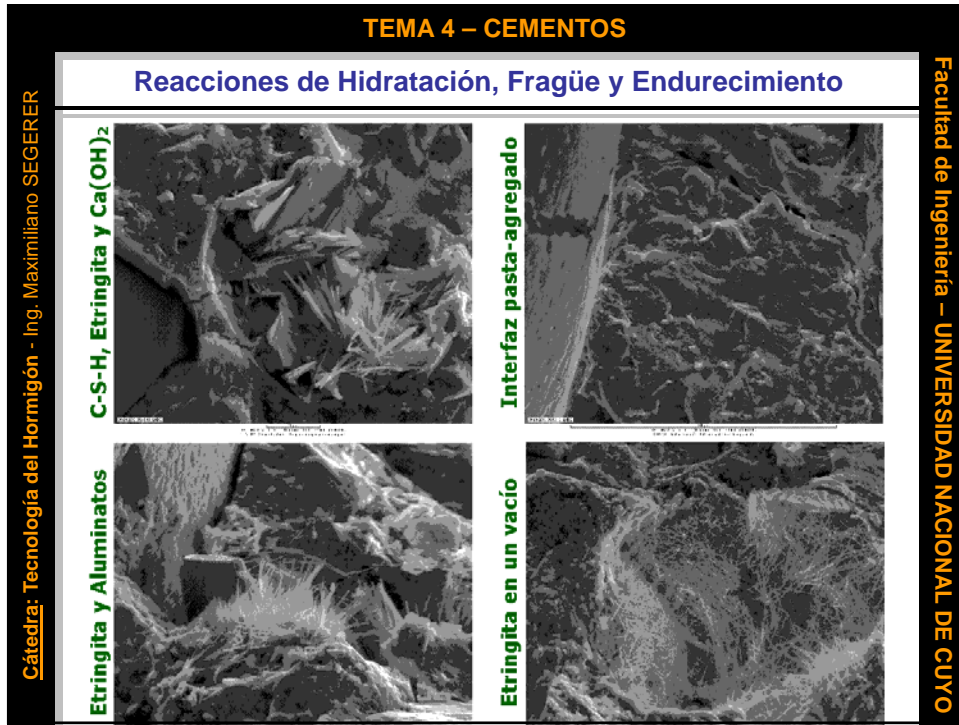 TEMA 4 – CEMENTOS
Reacciones de Hidratación, Fragüe y Endurecimiento
Cátedra: Tecnología del Hormigón - Ing. Maximiliano SEGERER
C-S-H, Etringita y Ca(OH)₂
Interfaz pasta-agregado
Etringita y Aluminatos
Etringita en un vacío
Facultad de Ingeniería – UNIVERSIDAD NACIONAL DE CUYO